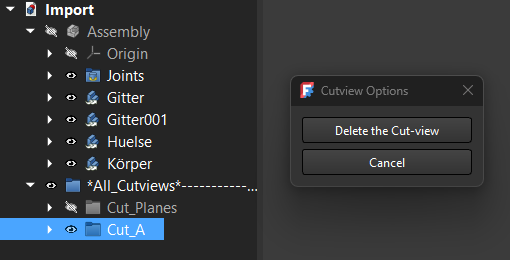 Import
Assembly
Origin
Joints
Gitter
Gitter001
Huelse
Körper
*All_Cutviews*-----------...
Cut_Planes
Cut_A
Cutview Options
Delete the Cut-view
Cancel